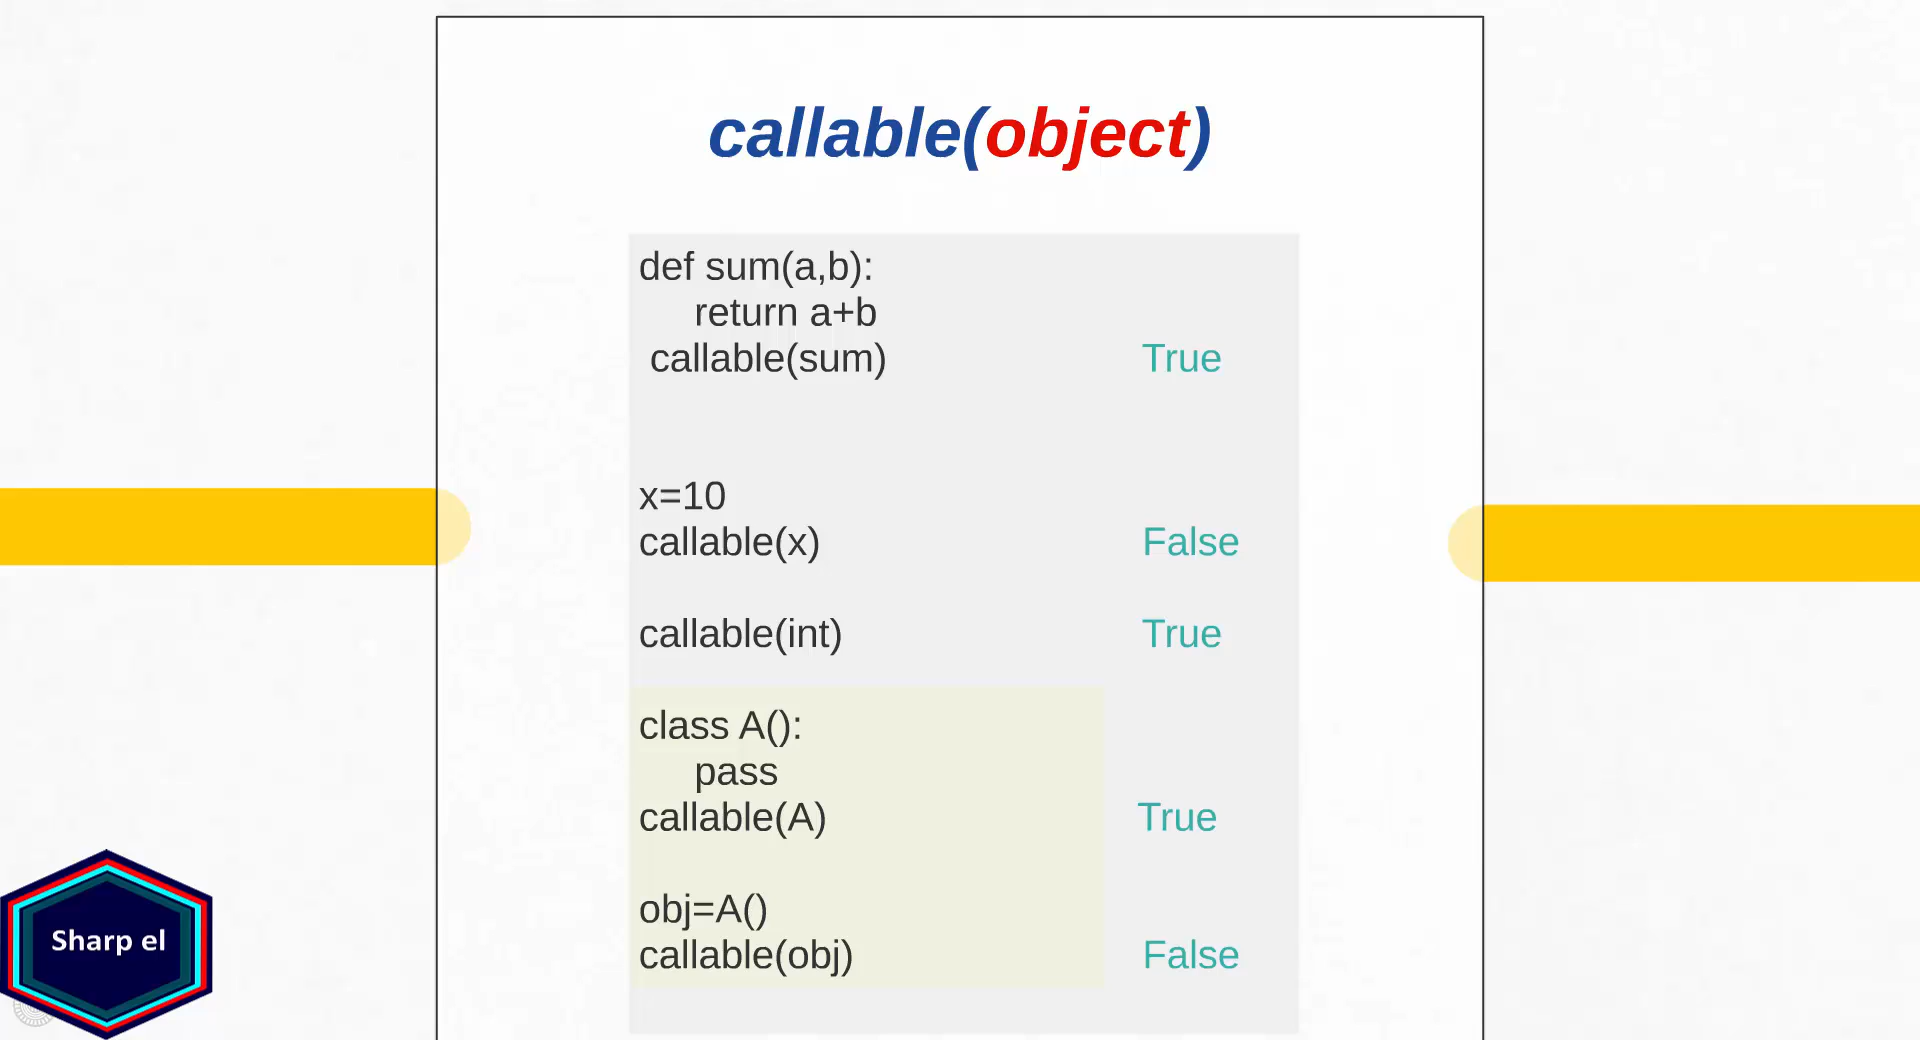 callable(object)
def sum(a,b):
return a+b
callable(sum) True
x=10
callable(x) False
callable(int) True
class A():
pass
callable(A) True
obj=A()
callable(obj) False
Sharp el